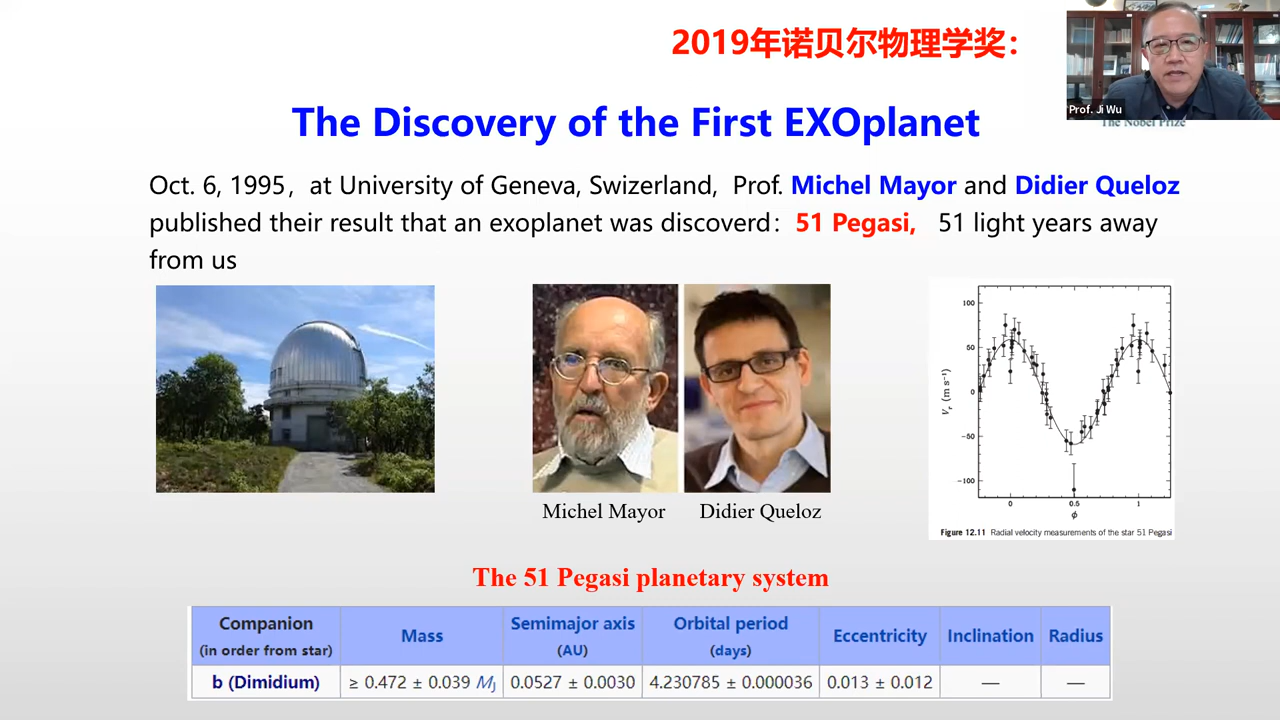 2019年诺贝尔物理学奖：
Prof. Ji Wu
The Nobel Prize
The Discovery of the First EXOplanet
Oct. 6, 1995，at University of Geneva, Swizerland, Prof. Michel Mayor and Didier Queloz
published their result that an exoplanet was discoverd：51 Pegasi, 51 light years away
from us
100
50
0
−50
−100
Vr (m s⁻¹)
0 0.5 1
ϕ
Figure 12.11 Radial velocity measurements of the star 51 Pegasi
Michel Mayor Didier Queloz
The 51 Pegasi planetary system
Companion Mass Semimajor axis Orbital period Eccentricity Inclination Radius
(in order from star) (AU) (days)
b (Dimidium) ≥ 0.472 ± 0.039 MJ 0.0527 ± 0.0030 4.230785 ± 0.000036 0.013 ± 0.012 — —